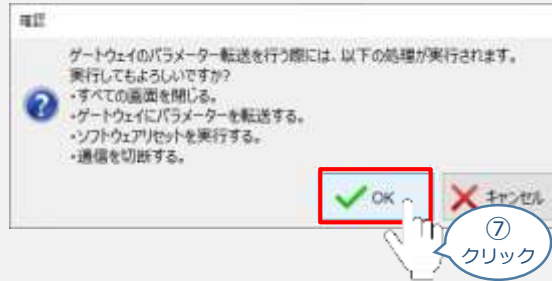 確認
ゲートウェイのパラメーター転送を行う際には、以下の処理が実行されます。
実行してもよろしいですか?
・すべての画面を閉じる。
・ゲートウェイにパラメーターを転送する。
・ソフトウェアリセットを実行する。
・通信を切断する。
OK
キャンセル
⑦
クリック